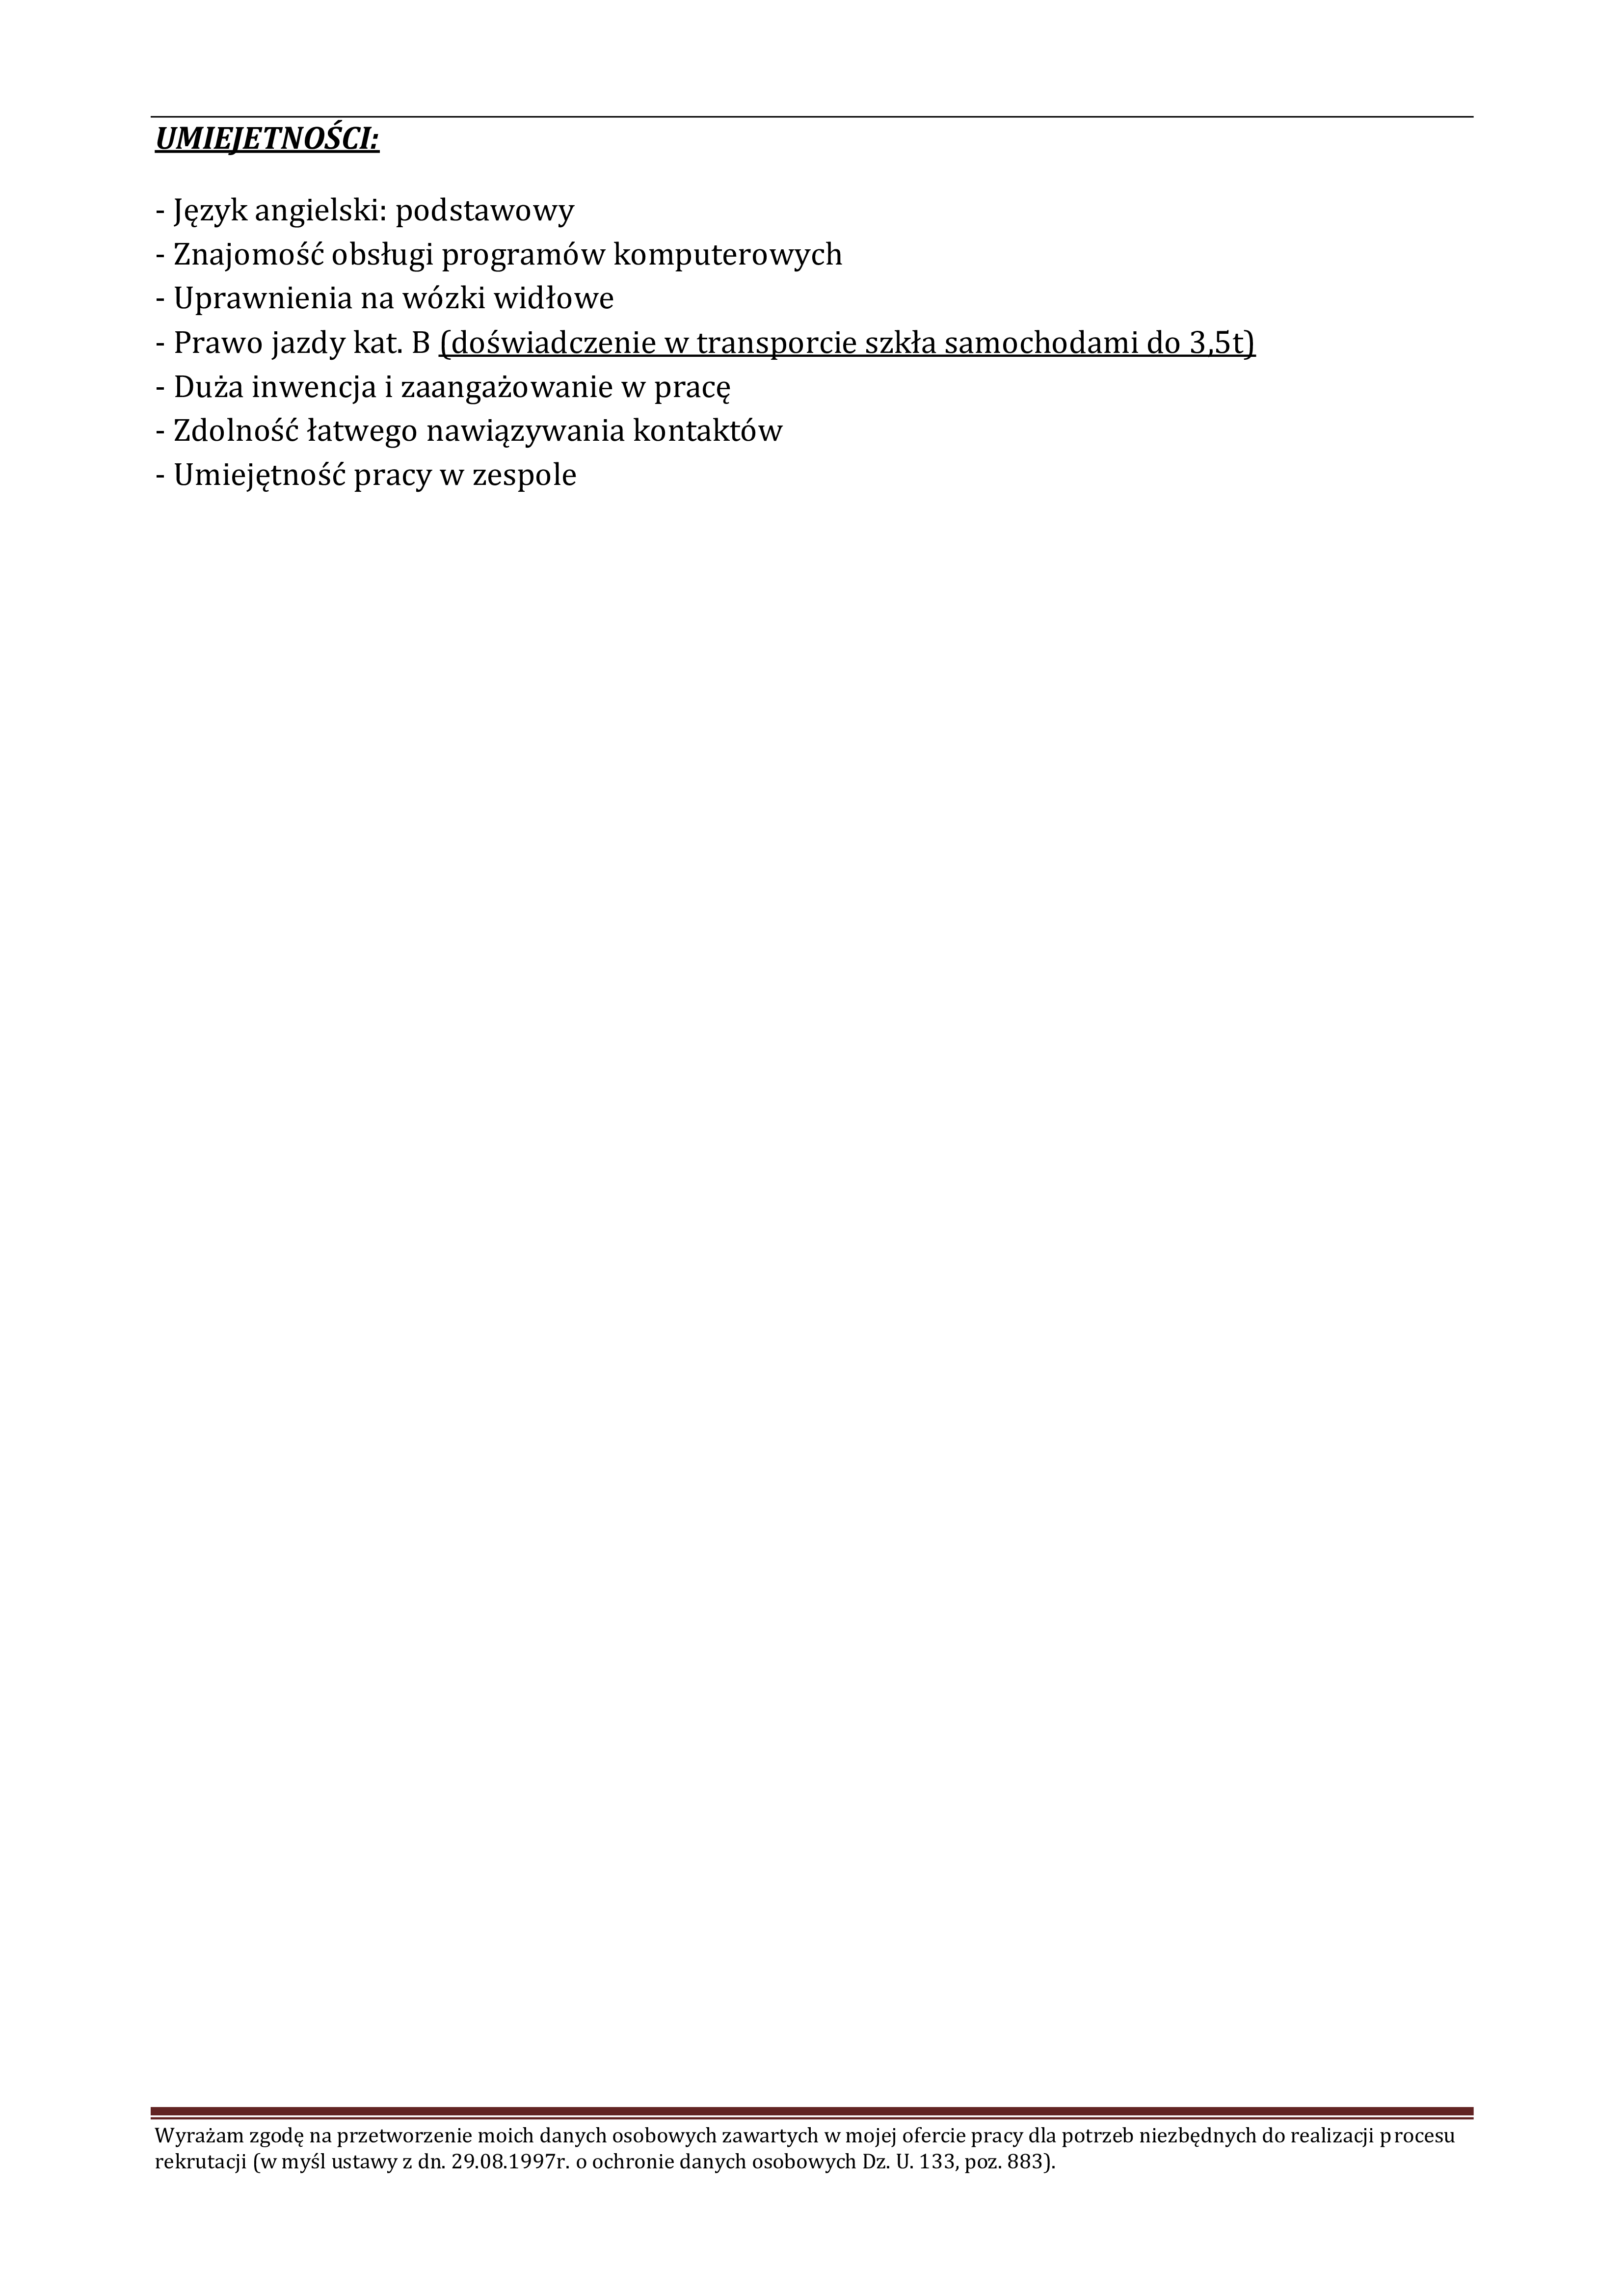 UMIEJETNOŚCI:
- Język angielski: podstawowy
- Znajomość obsługi programów komputerowych
- Uprawnienia na wózki widłowe
- Prawo jazdy kat. B (doświadczenie w transporcie szkła samochodami do 3,5t)
- Duża inwencja i zaangażowanie w pracę
- Zdolność łatwego nawiązywania kontaktów
- Umiejętność pracy w zespole
Wyrażam zgodę na przetworzenie moich danych osobowych zawartych w mojej ofercie pracy dla potrzeb niezbędnych do realizacji procesu
rekrutacji (w myśl ustawy z dn. 29.08.1997r. o ochronie danych osobowych Dz. U. 133, poz. 883).